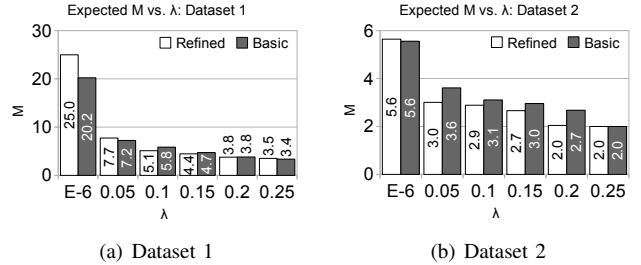 Expected M vs. λ: Dataset 1
30
20
10
0
M
Refined
Basic
25.0
20.2
7.7
7.2
5.1
5.8
4.4
4.7
3.8
3.8
3.5
3.4
E-6 0.05 0.1 0.15 0.2 0.25
λ
(a) Dataset 1
Expected M vs. λ: Dataset 2
6
4
2
0
M
Refined
Basic
5.6
5.6
3.0
3.6
2.9
3.1
2.7
3.0
2.0
2.7
2.0
2.0
E-6 0.05 0.1 0.15 0.2 0.25
λ
(b) Dataset 2